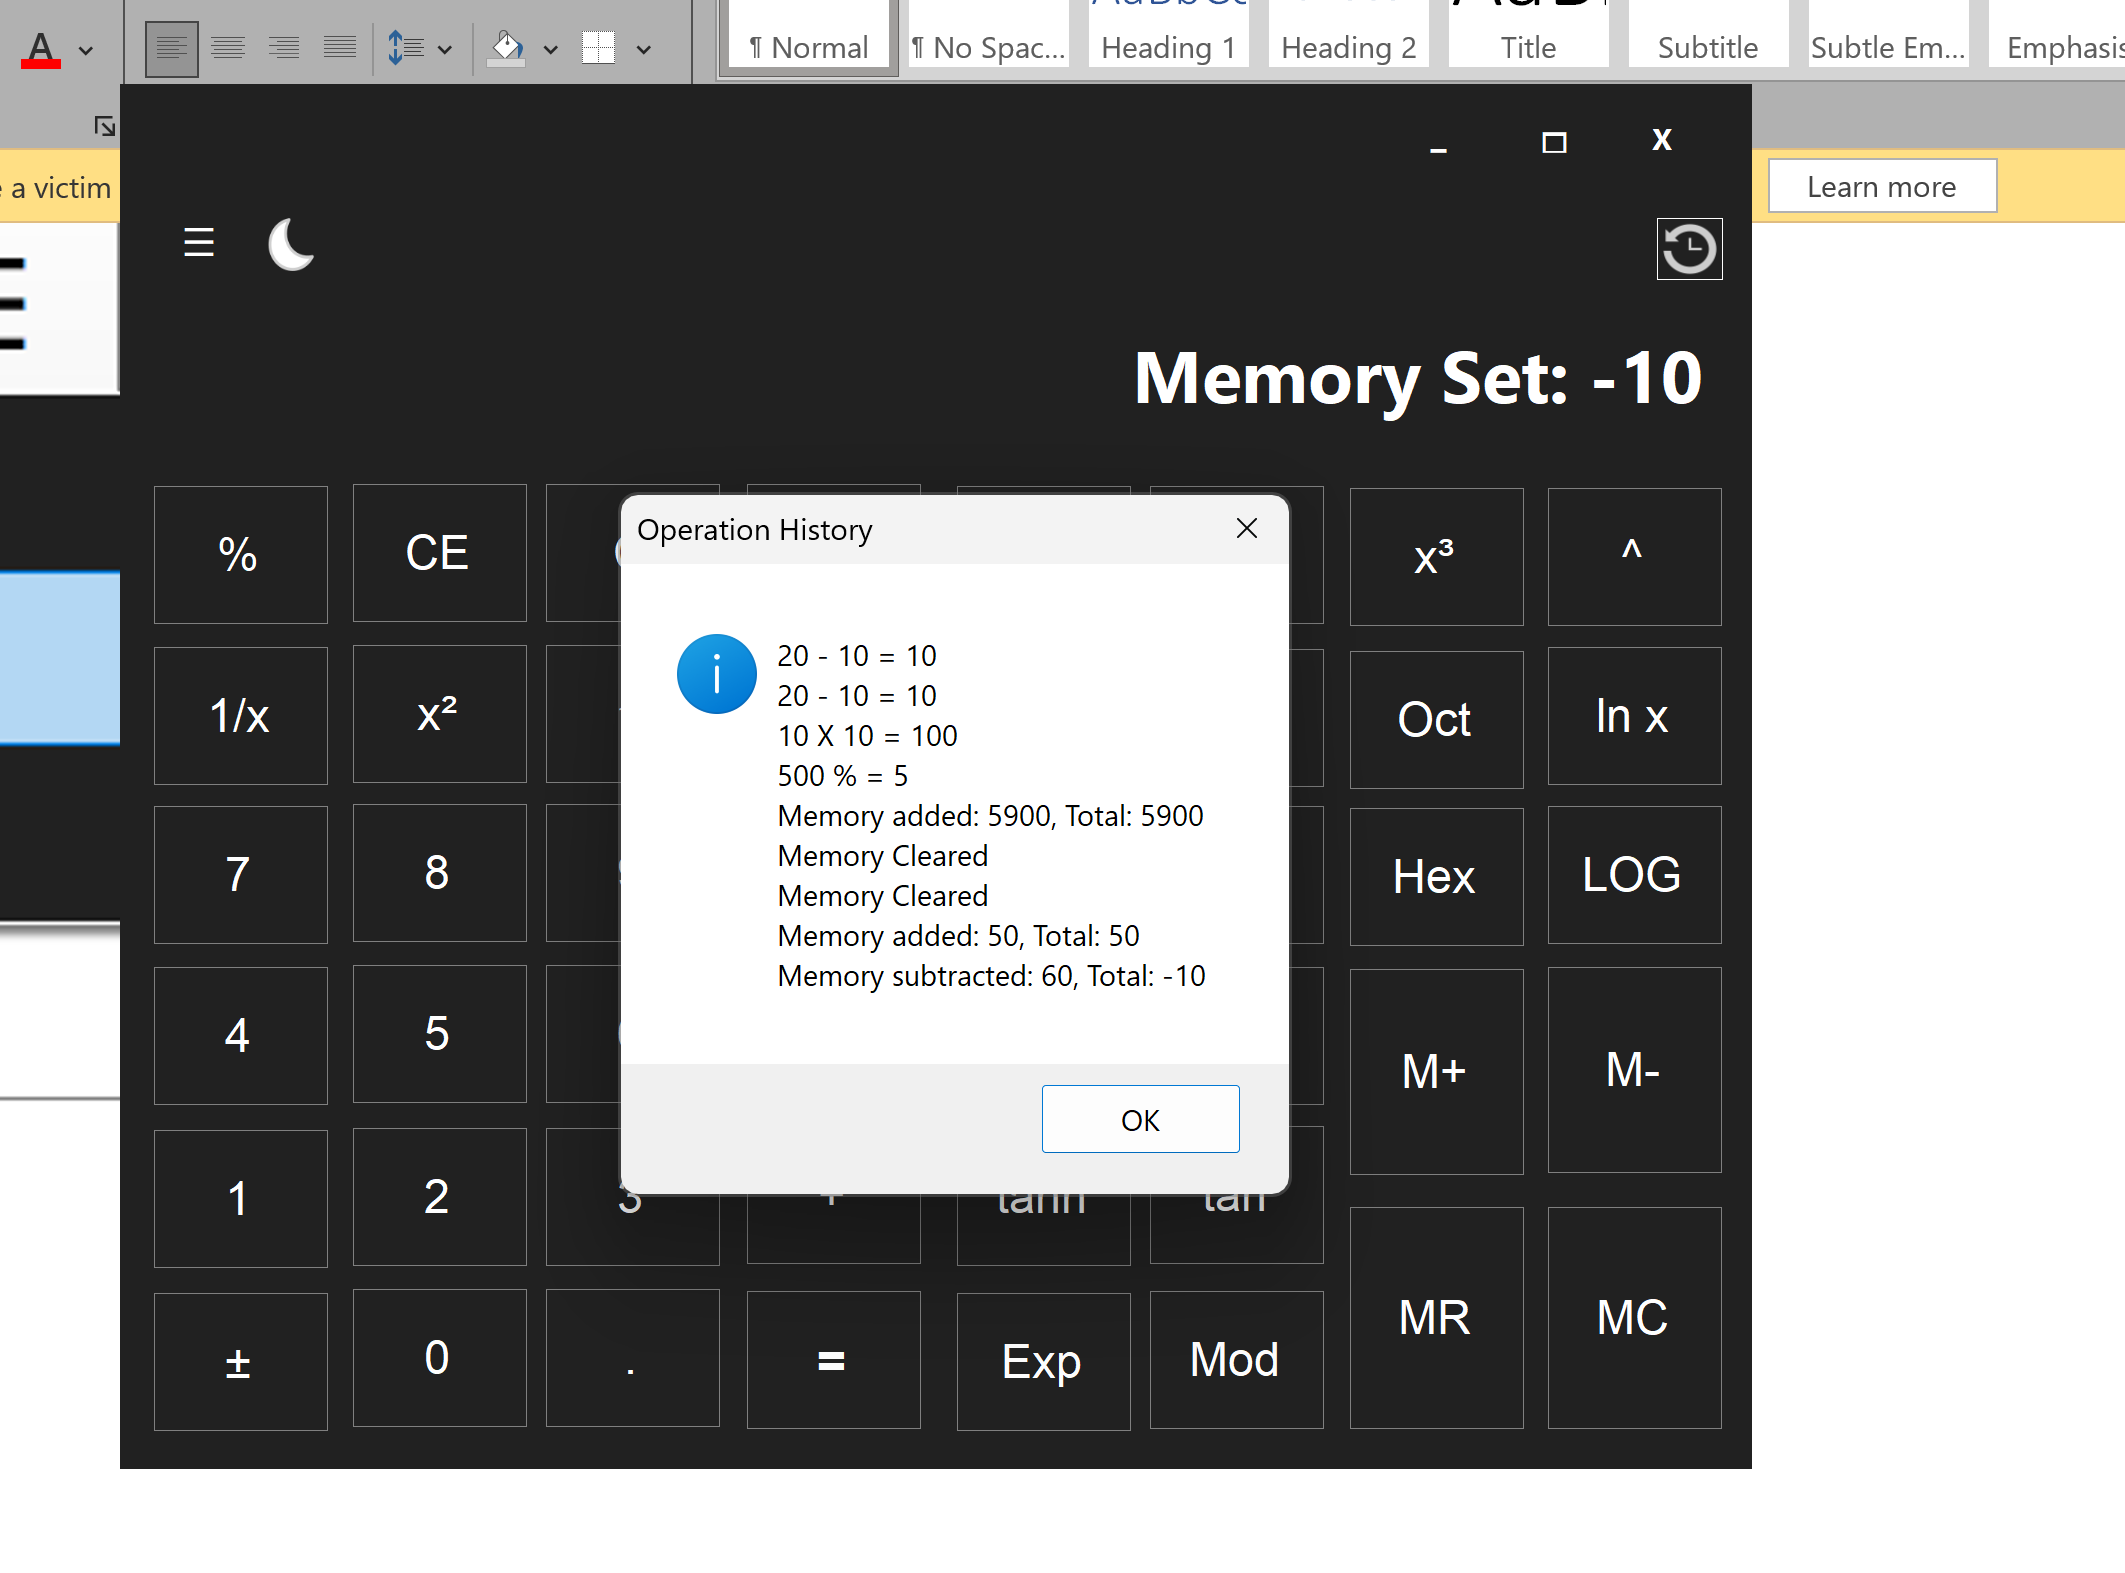 A
¶ Normal
¶ No Spac...
Heading 1
Heading 2
Title
Subtitle
Subtle Em...
Emphasis
a victim
Learn more
Memory Set: -10
% CE x³ ^
1/x x² Oct ln x
7 8 Hex LOG
4 5 M+ M-
1 2 3 + tanh tan
± 0 . = Exp Mod MR MC
Operation History
20 - 10 = 10
20 - 10 = 10
10 X 10 = 100
500 % = 5
Memory added: 5900, Total: 5900
Memory Cleared
Memory Cleared
Memory added: 50, Total: 50
Memory subtracted: 60, Total: -10
OK